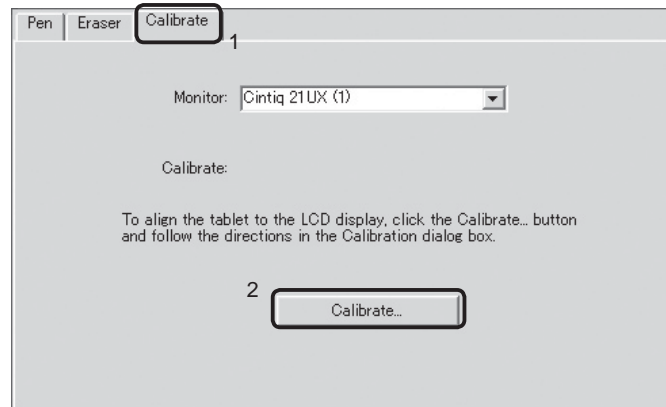 Pen Eraser Calibrate
1
Monitor: Cintiq 21UX (1)
Calibrate:
To align the tablet to the LCD display, click the Calibrate... button
and follow the directions in the Calibration dialog box.
2
Calibrate...